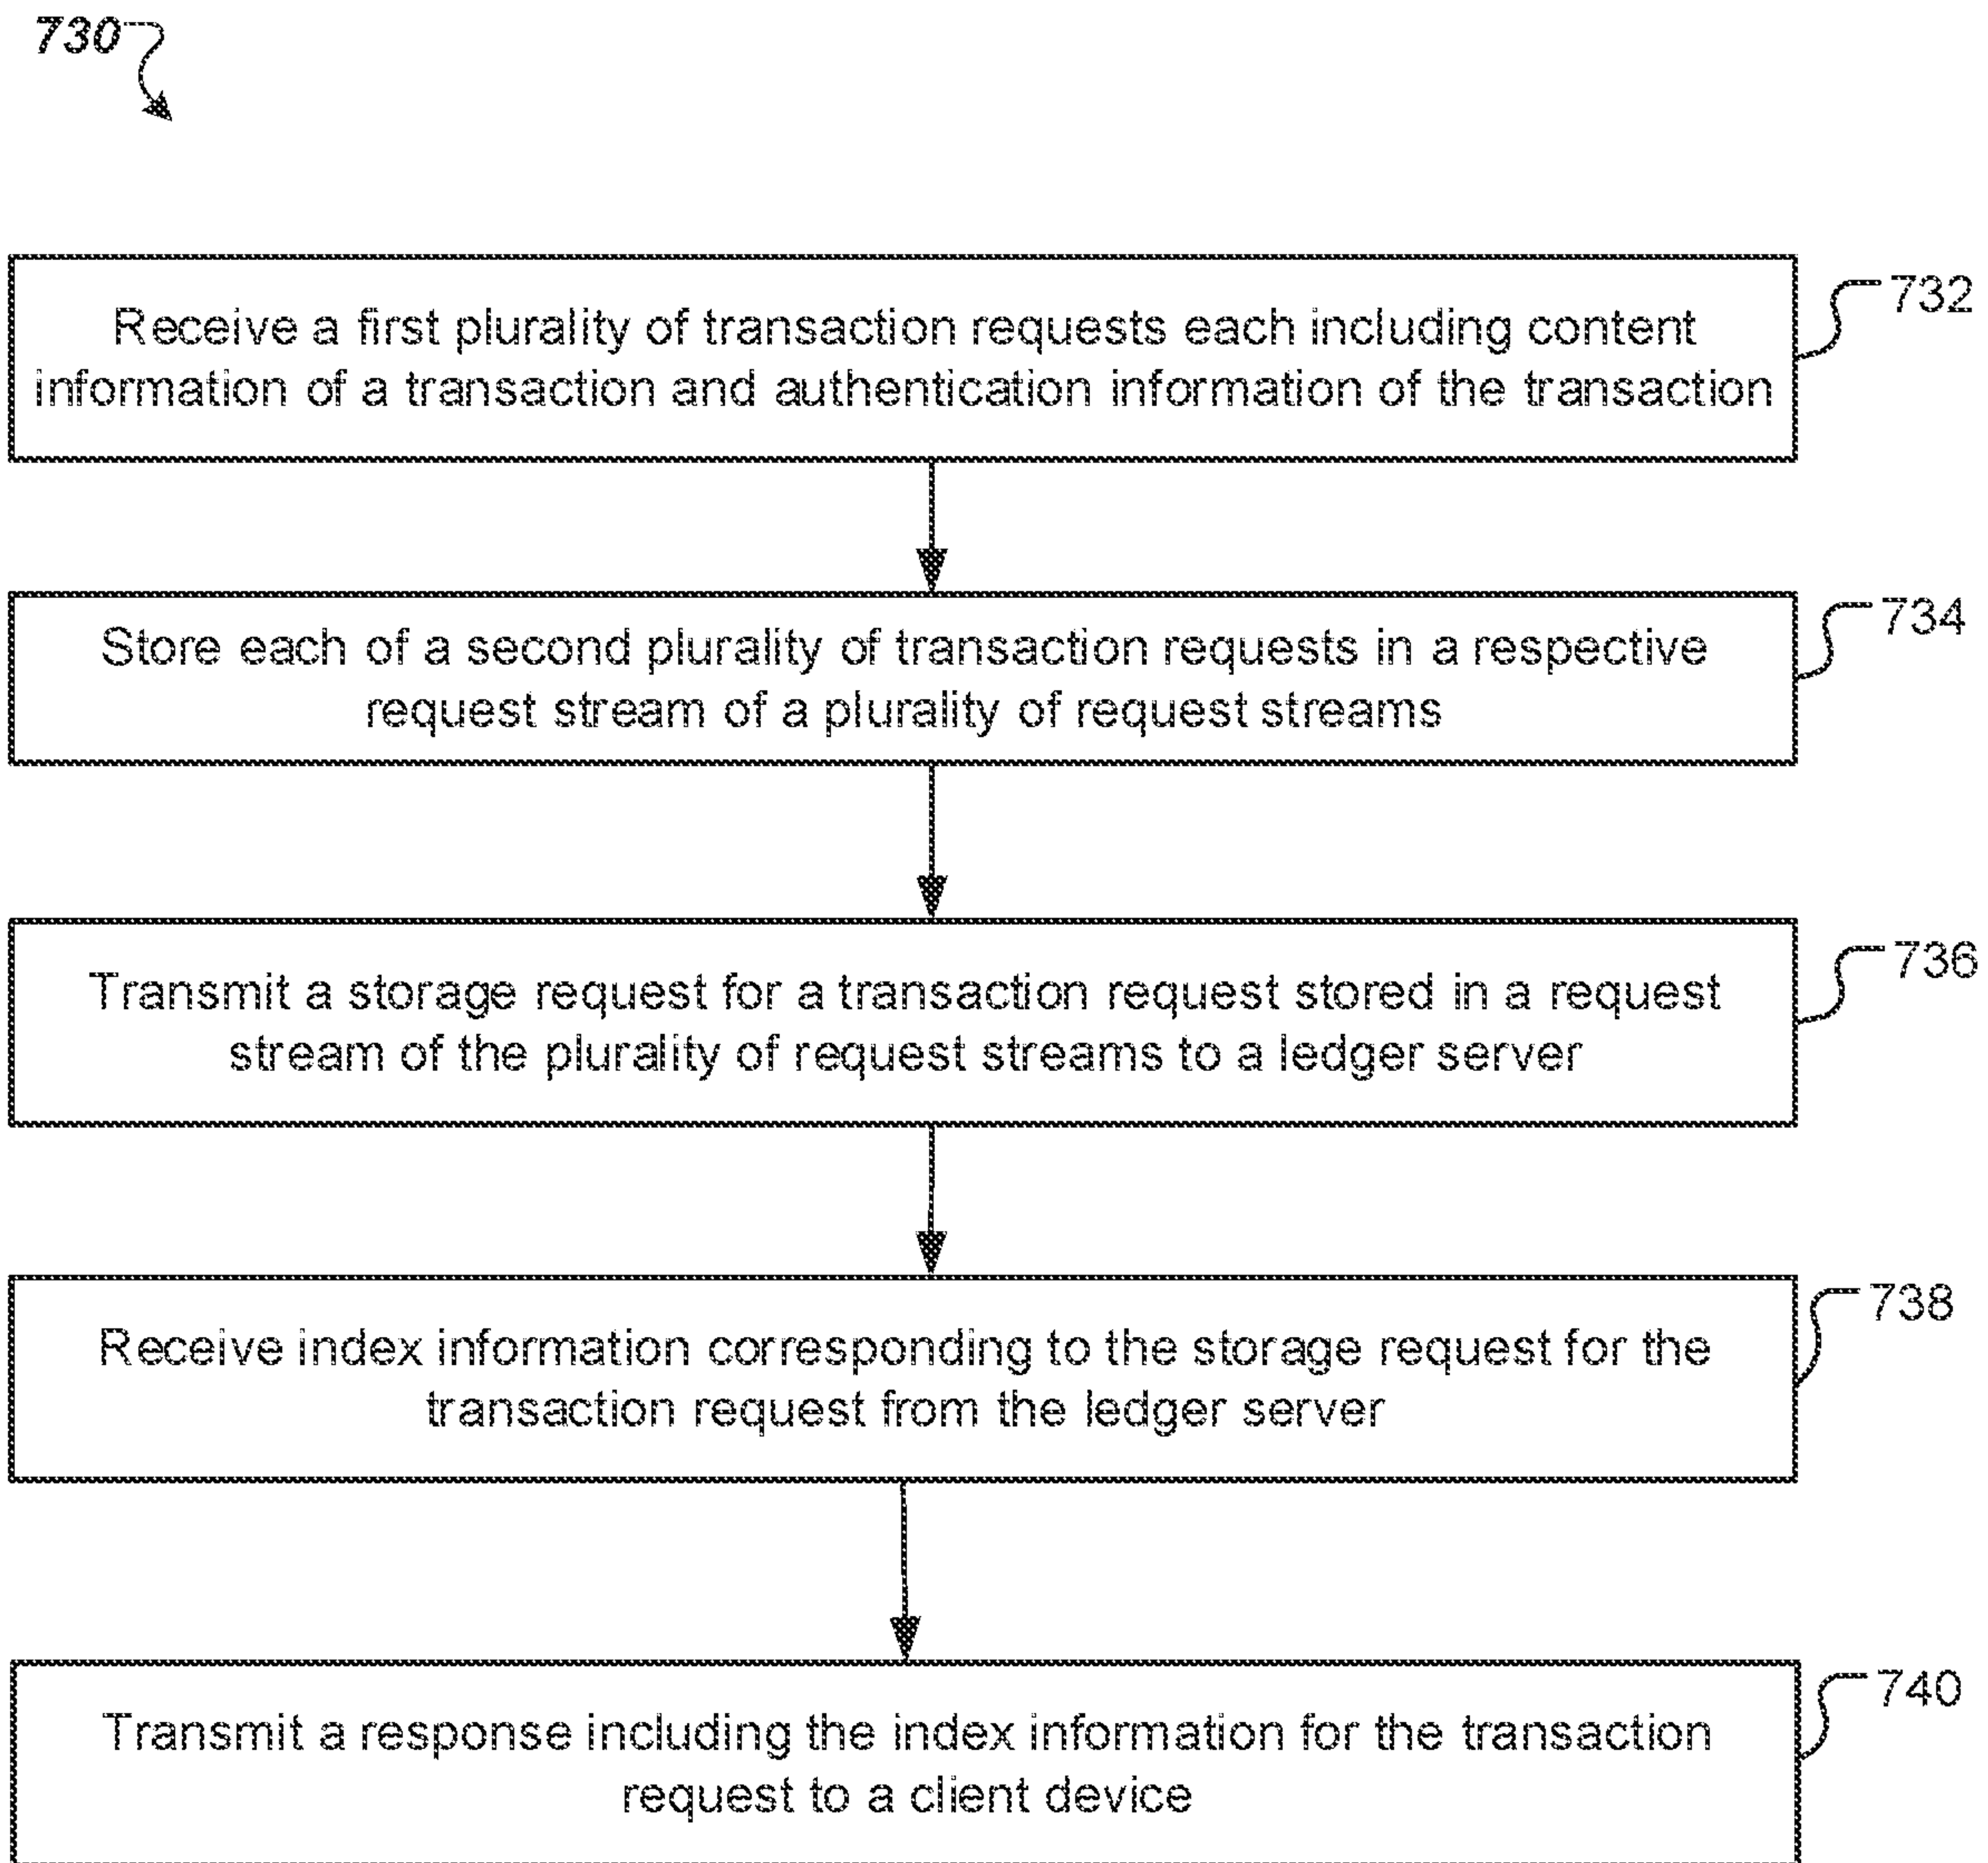 730
Receive a first plurality of transaction requests each including content
information of a transaction and authentication information of the transaction
732
Store each of a second plurality of transaction requests in a respective
request stream of a plurality of request streams
734
Transmit a storage request for a transaction request stored in a request
stream of the plurality of request streams to a ledger server
736
Receive index information corresponding to the storage request for the
transaction request from the ledger server
738
Transmit a response including the index information for the transaction
request to a client device
740